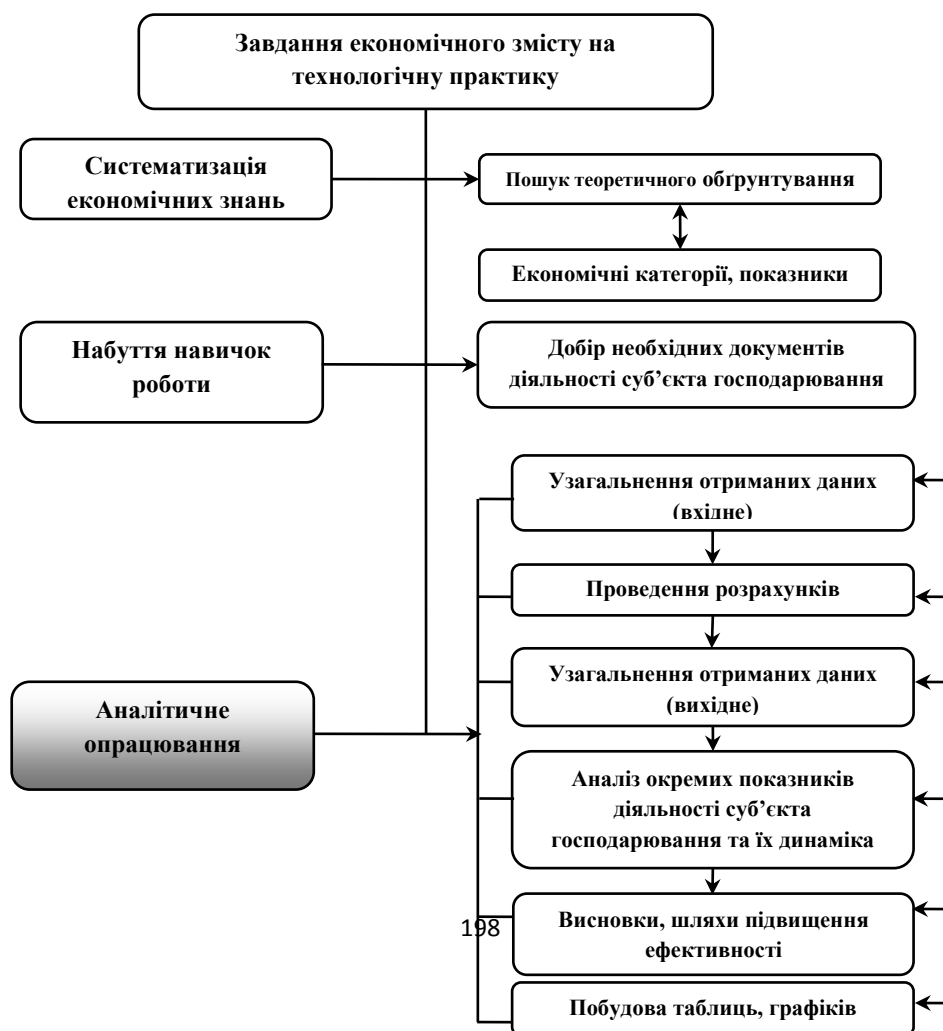 Завдання економічного змісту на
технологічну практику
Систематизація
економічних знань
Пошук теоретичного обґрунтування
Економічні категорії, показники
Набуття навичок
роботи
Добір необхідних документів
діяльності суб’єкта господарювання
Узагальнення отриманих даних
(вхідне)
Проведення розрахунків
Узагальнення отриманих даних
(вихідне)
Аналітичне
опрацювання
Аналіз окремих показників
діяльності суб’єкта
господарювання та їх динаміка
Висновки, шляхи підвищення
ефективності
198
Побудова таблиць, графіків